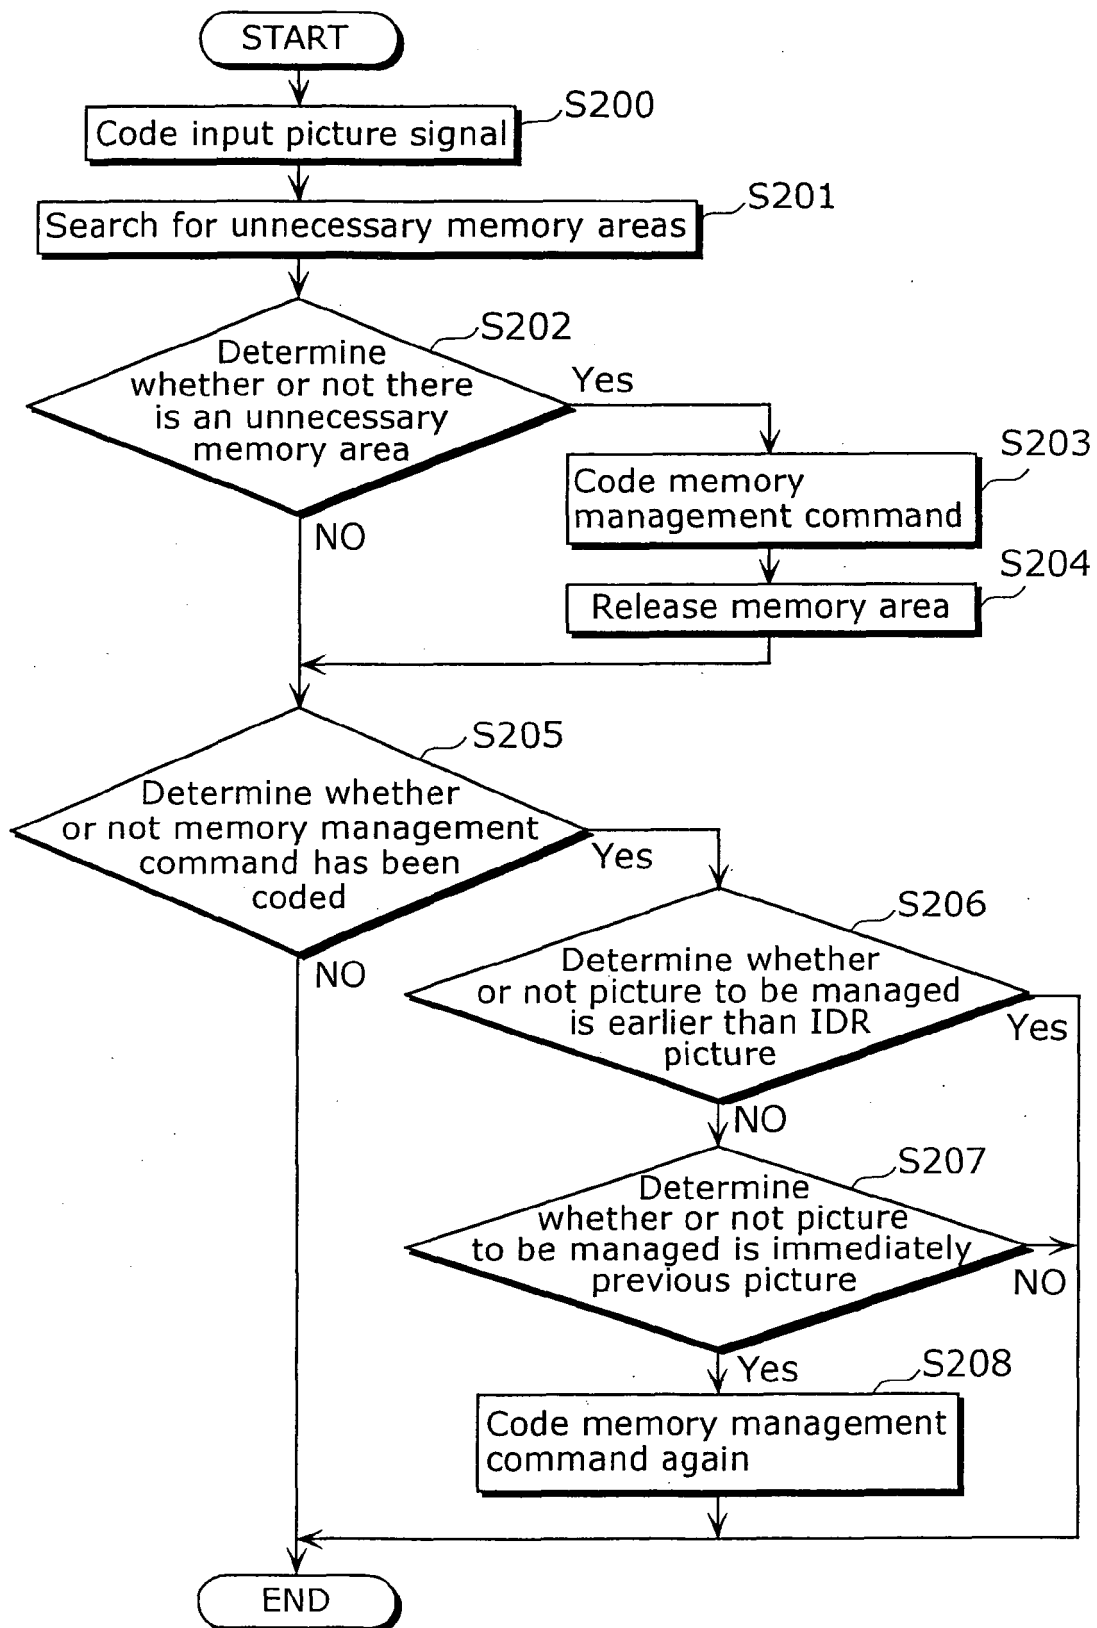 START
S200
Code input picture signal
S201
Search for unnecessary memory areas
S202
Determine
whether or not there
is an unnecessary
memory area
Yes
NO
S203
Code memory
management command
S204
Release memory area
S205
Determine whether
or not memory management
command has been
coded
Yes
NO
S206
Determine whether
or not picture to be managed
is earlier than IDR
picture
Yes
NO
S207
Determine
whether or not picture
to be managed is immediately
previous picture
NO
Yes
S208
Code memory management
command again
END